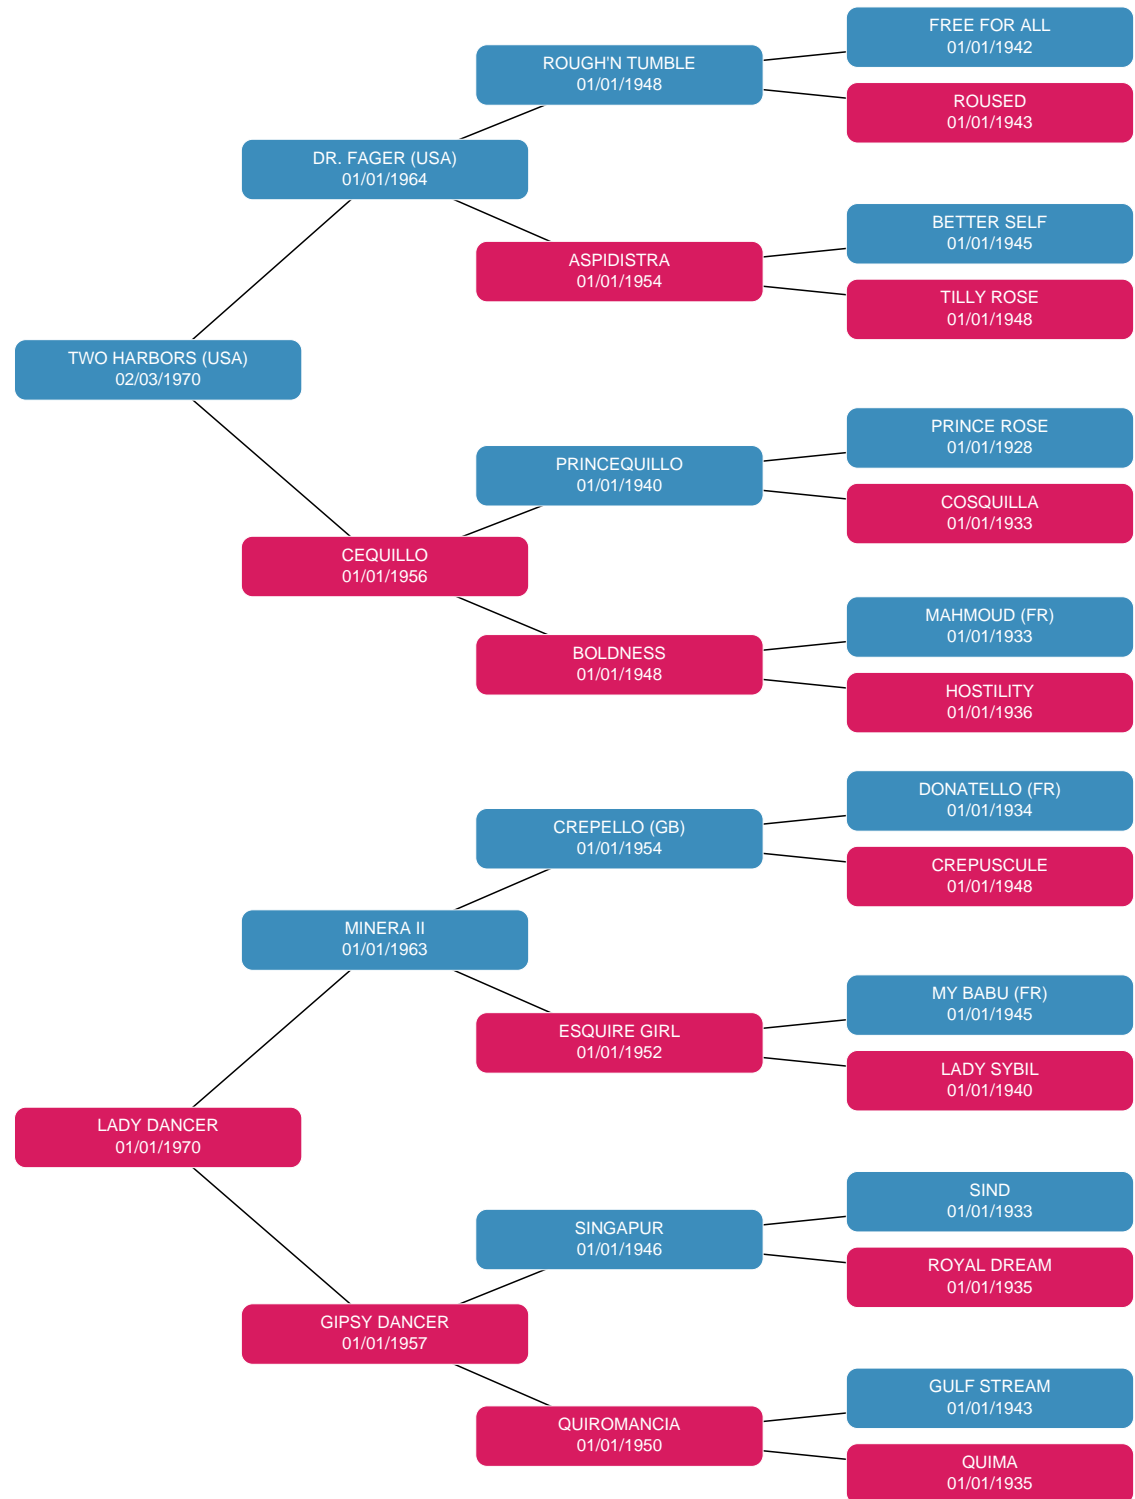 FREE FOR ALL
01/01/1942
ROUGH'N TUMBLE
01/01/1948
ROUSED
01/01/1943
DR. FAGER (USA)
01/01/1964
BETTER SELF
01/01/1945
ASPIDISTRA
01/01/1954
TILLY ROSE
01/01/1948
TWO HARBORS (USA)
02/03/1970
PRINCE ROSE
01/01/1928
PRINCEQUILLO
01/01/1940
COSQUILLA
01/01/1933
CEQUILLO
01/01/1956
MAHMOUD (FR)
01/01/1933
BOLDNESS
01/01/1948
HOSTILITY
01/01/1936
DONATELLO (FR)
01/01/1934
CREPELLO (GB)
01/01/1954
CREPUSCULE
01/01/1948
MINERA II
01/01/1963
MY BABU (FR)
01/01/1945
ESQUIRE GIRL
01/01/1952
LADY SYBIL
01/01/1940
LADY DANCER
01/01/1970
SIND
01/01/1933
SINGAPUR
01/01/1946
ROYAL DREAM
01/01/1935
GIPSY DANCER
01/01/1957
GULF STREAM
01/01/1943
QUIROMANCIA
01/01/1950
QUIMA
01/01/1935